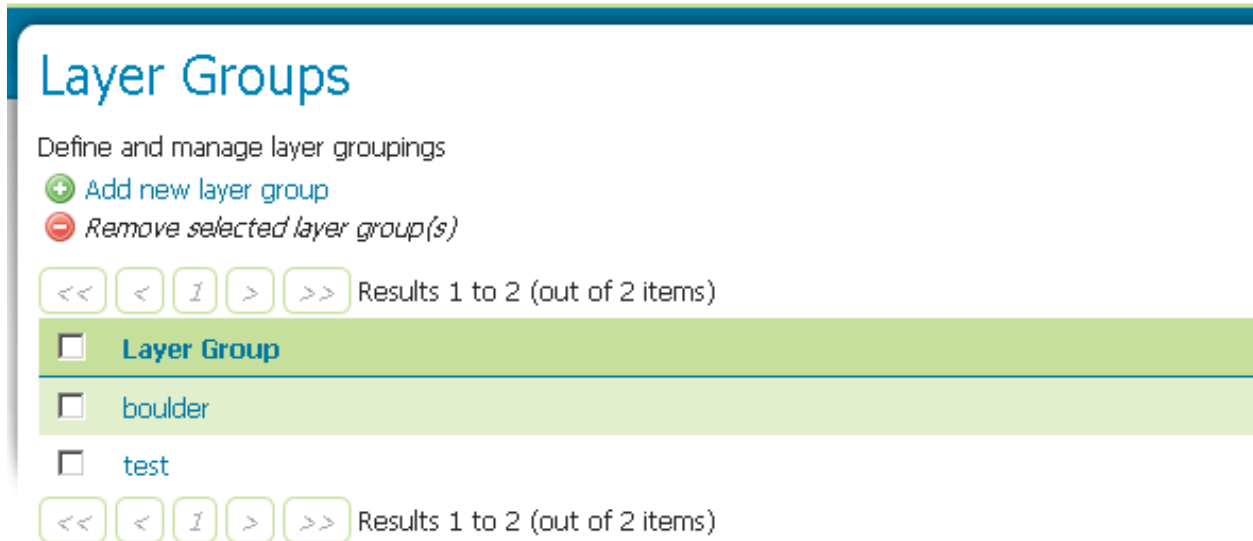 Layer Groups
Define and manage layer groupings
Add new layer group
Remove selected layer group(s)
<< < 1 > >> Results 1 to 2 (out of 2 items)
Layer Group
boulder
test
<< < 1 > >> Results 1 to 2 (out of 2 items)